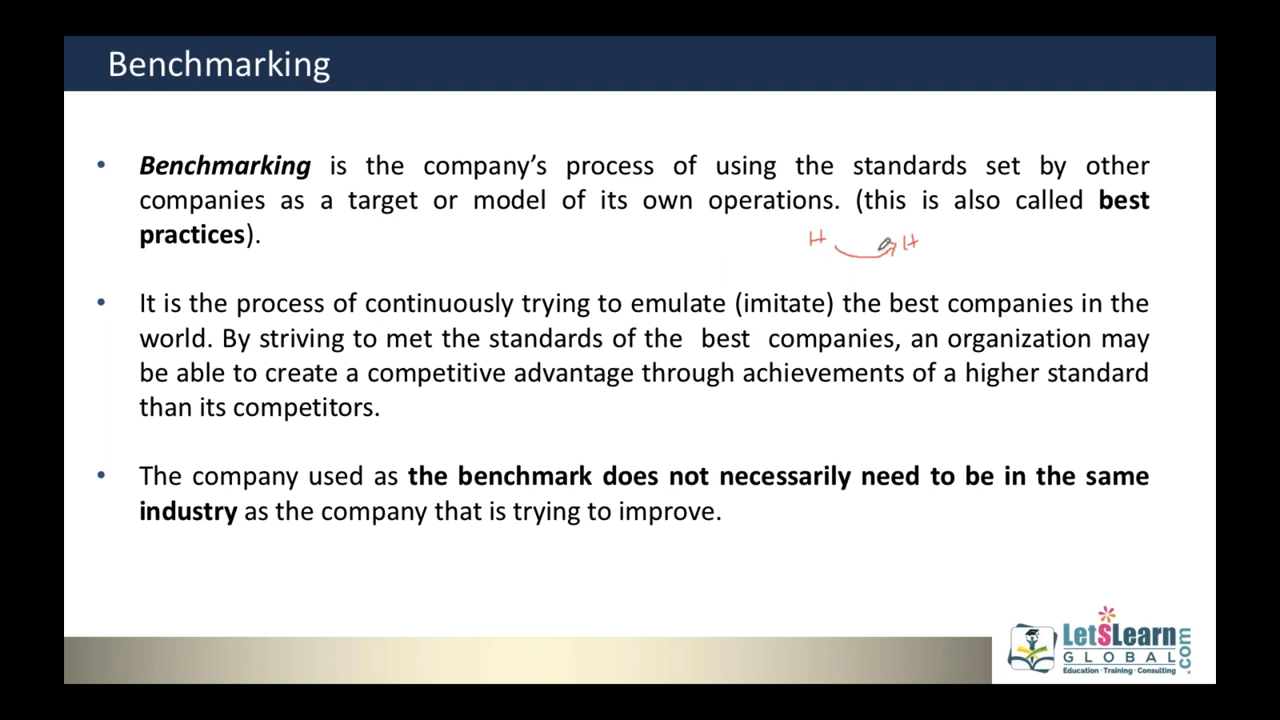 Benchmarking
• Benchmarking is the company's process of using the standards set by other
companies as a target or model of its own operations. (this is also called best
practices).
H H
• It is the process of continuously trying to emulate (imitate) the best companies in the
world. By striving to met the standards of the best companies, an organization may
be able to create a competitive advantage through achievements of a higher standard
than its competitors.
• The company used as the benchmark does not necessarily need to be in the same
industry as the company that is trying to improve.
LetSLearn
GLOBAL
.com
Education · Training · Consulting